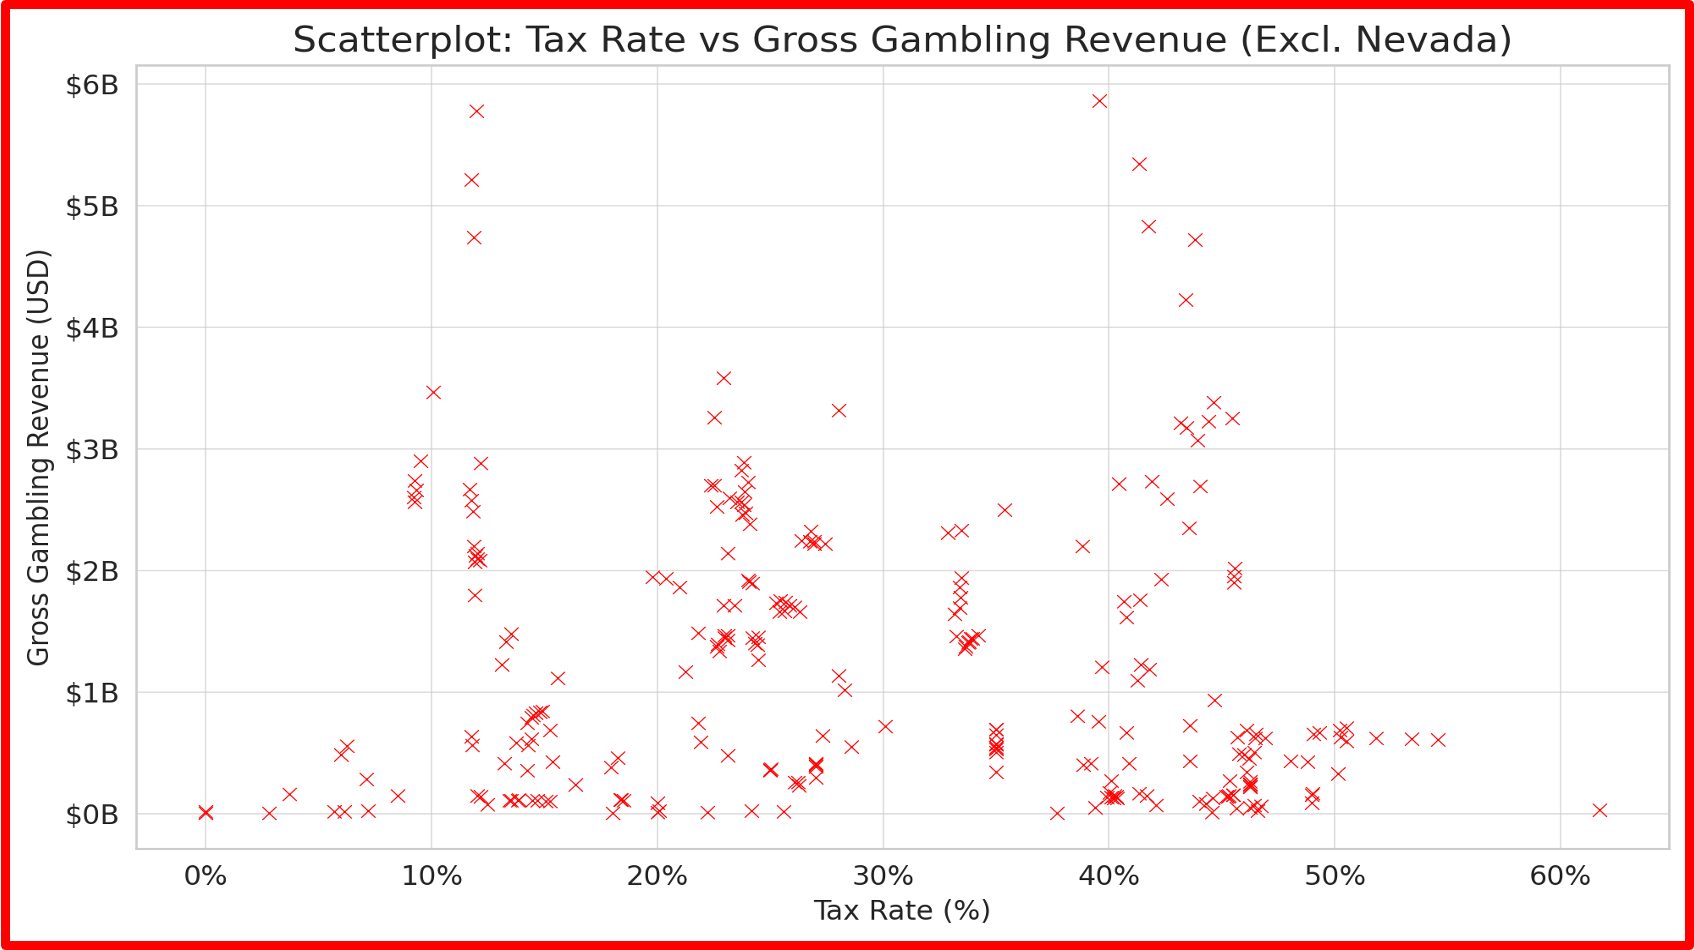 Scatterplot: Tax Rate vs Gross Gambling Revenue (Excl. Nevada)
Gross Gambling Revenue (USD)
$6B
$5B
$4B
$3B
$2B
$1B
$0B
0% 10% 20% 30% 40% 50% 60%
Tax Rate (%)